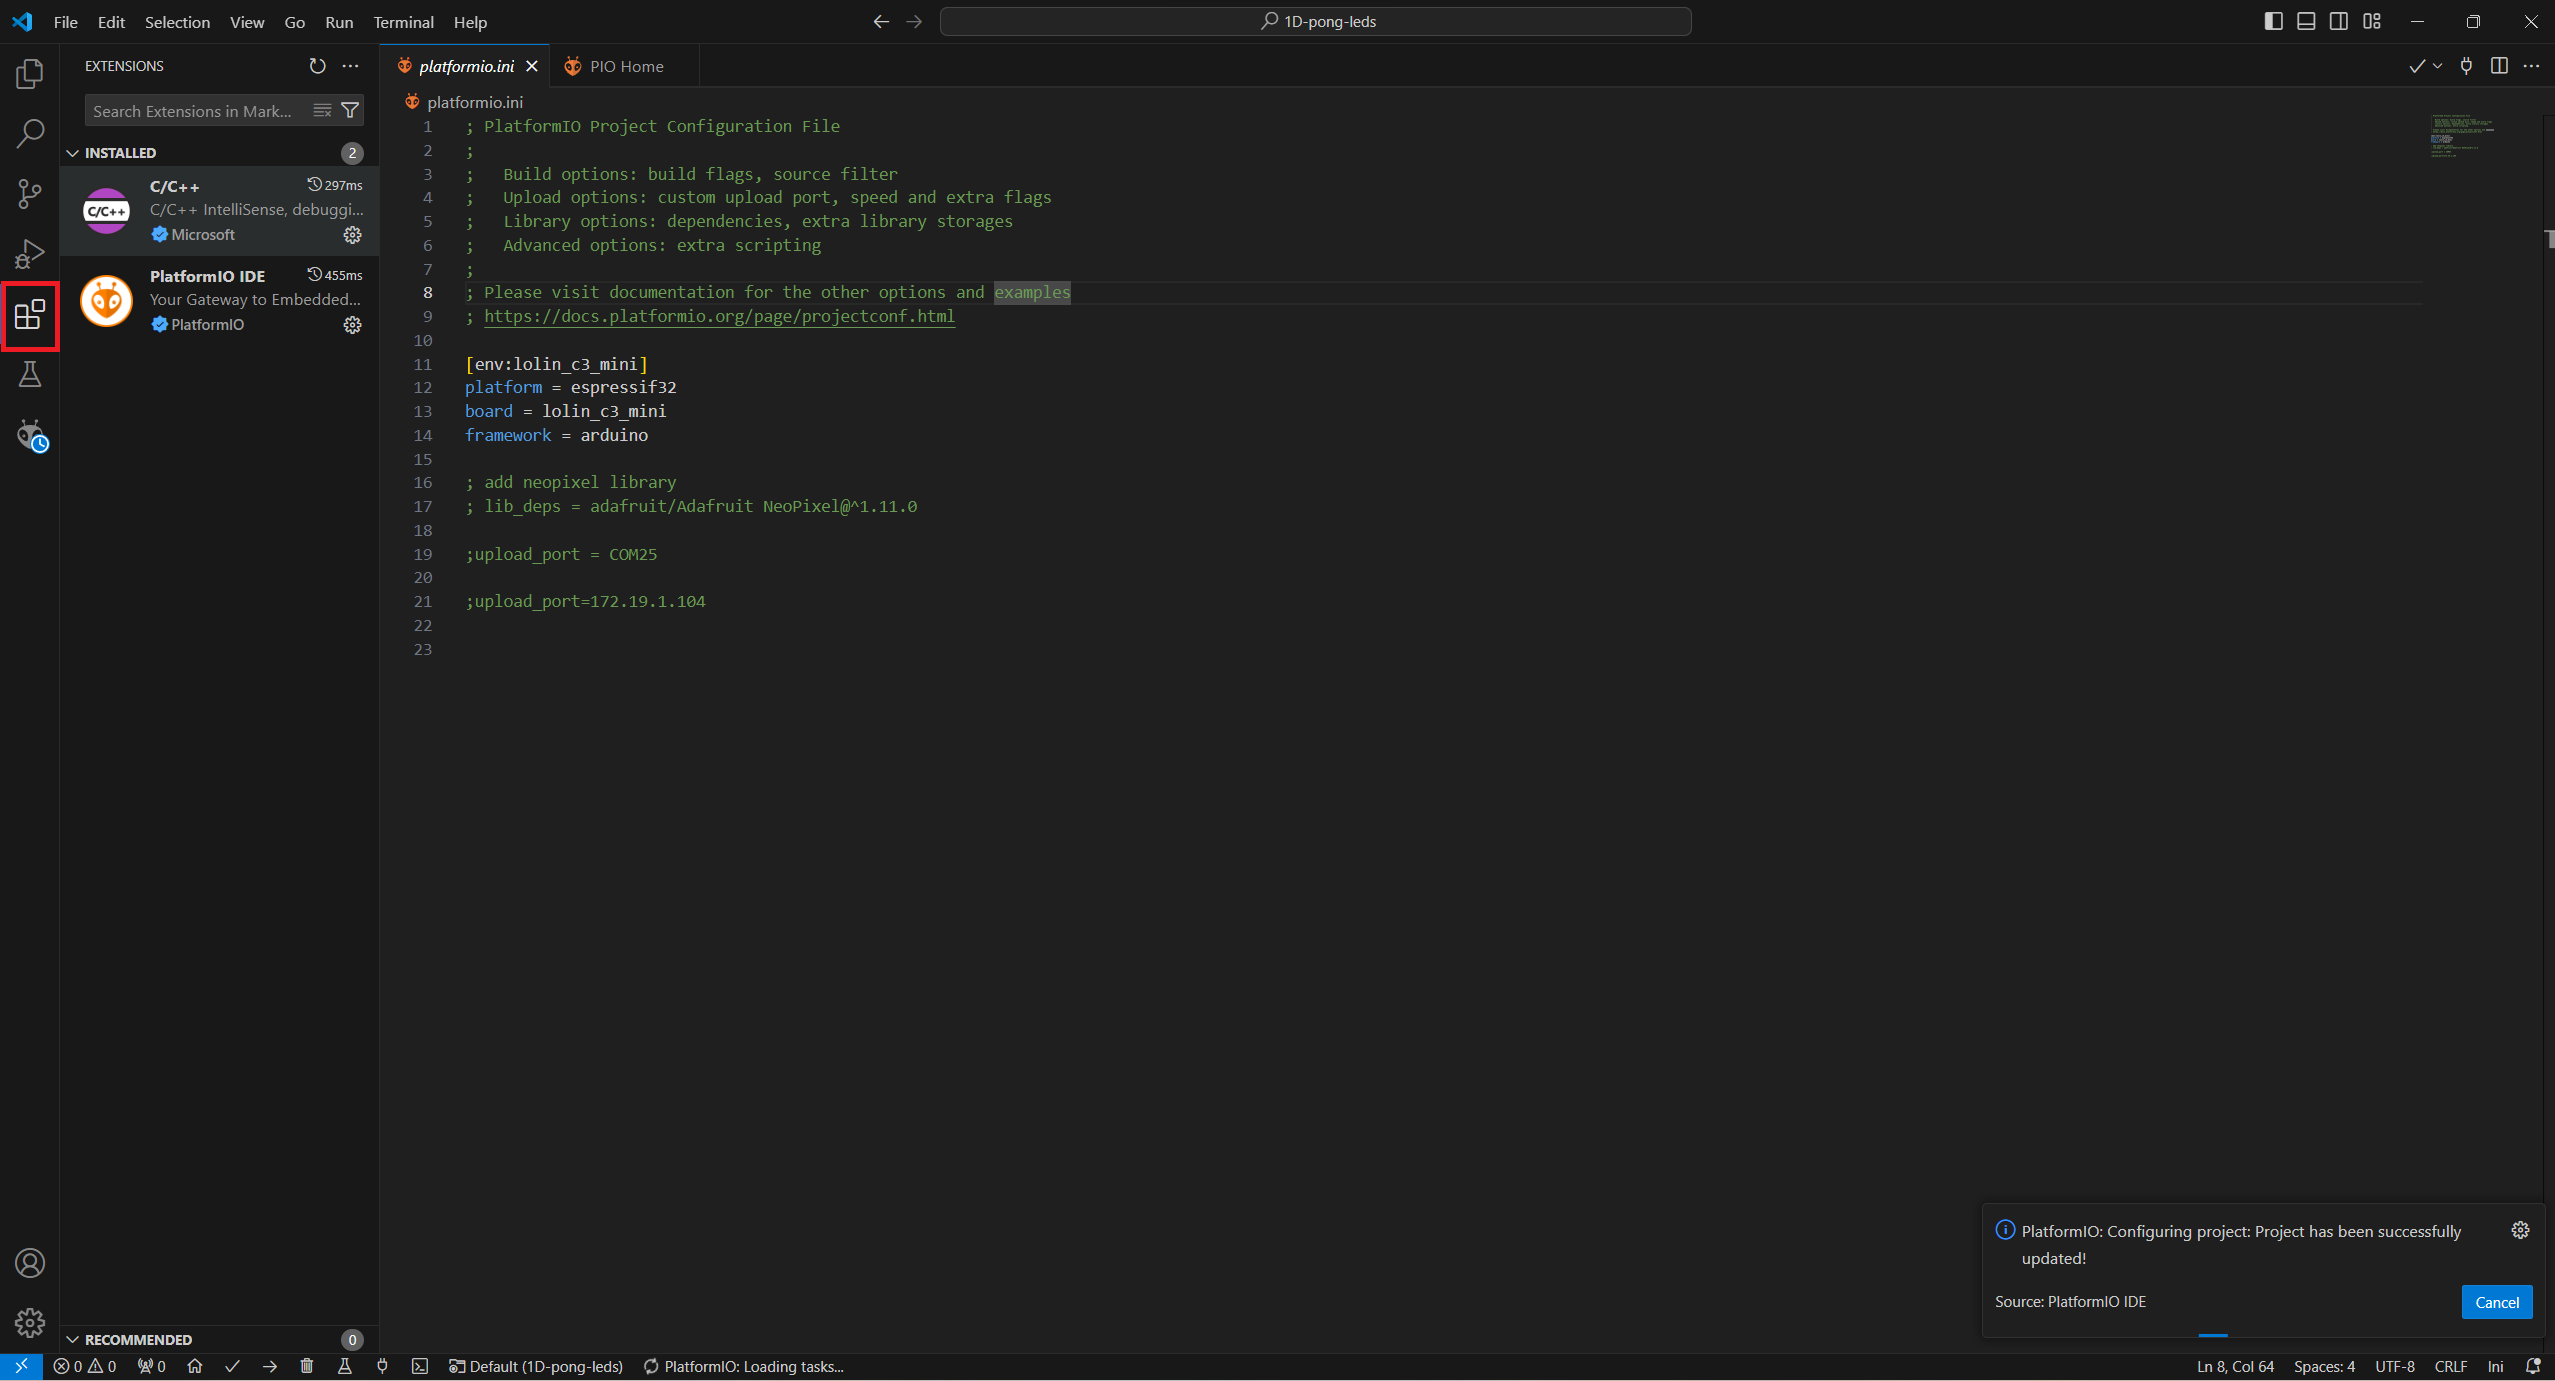 File Edit Selection View Go Run Terminal Help
1D-pong-leds
EXTENSIONS
Search Extensions in Mark...
INSTALLED 2
C/C++ 297ms
C/C++ IntelliSense, debuggi...
Microsoft
PlatformIO IDE 455ms
Your Gateway to Embedded...
PlatformIO
RECOMMENDED 0
platformio.ini PIO Home
platformio.ini
1 ; PlatformIO Project Configuration File
2 ;
3 ;   Build options: build flags, source filter
4 ;   Upload options: custom upload port, speed and extra flags
5 ;   Library options: dependencies, extra library storages
6 ;   Advanced options: extra scripting
7 ;
8 ; Please visit documentation for the other options and examples
9 ; https://docs.platformio.org/page/projectconf.html
10
11 [env:lolin_c3_mini]
12 platform = espressif32
13 board = lolin_c3_mini
14 framework = arduino
15
16 ; add neopixel library
17 ; lib_deps = adafruit/Adafruit NeoPixel@^1.11.0
18
19 ;upload_port = COM25
20
21 ;upload_port=172.19.1.104
22
23
PlatformIO: Configuring project: Project has been successfully
updated!
Source: PlatformIO IDE
Cancel
0 0 0 Default (1D-pong-leds) PlatformIO: Loading tasks... Ln 8, Col 64 Spaces: 4 UTF-8 CRLF Ini